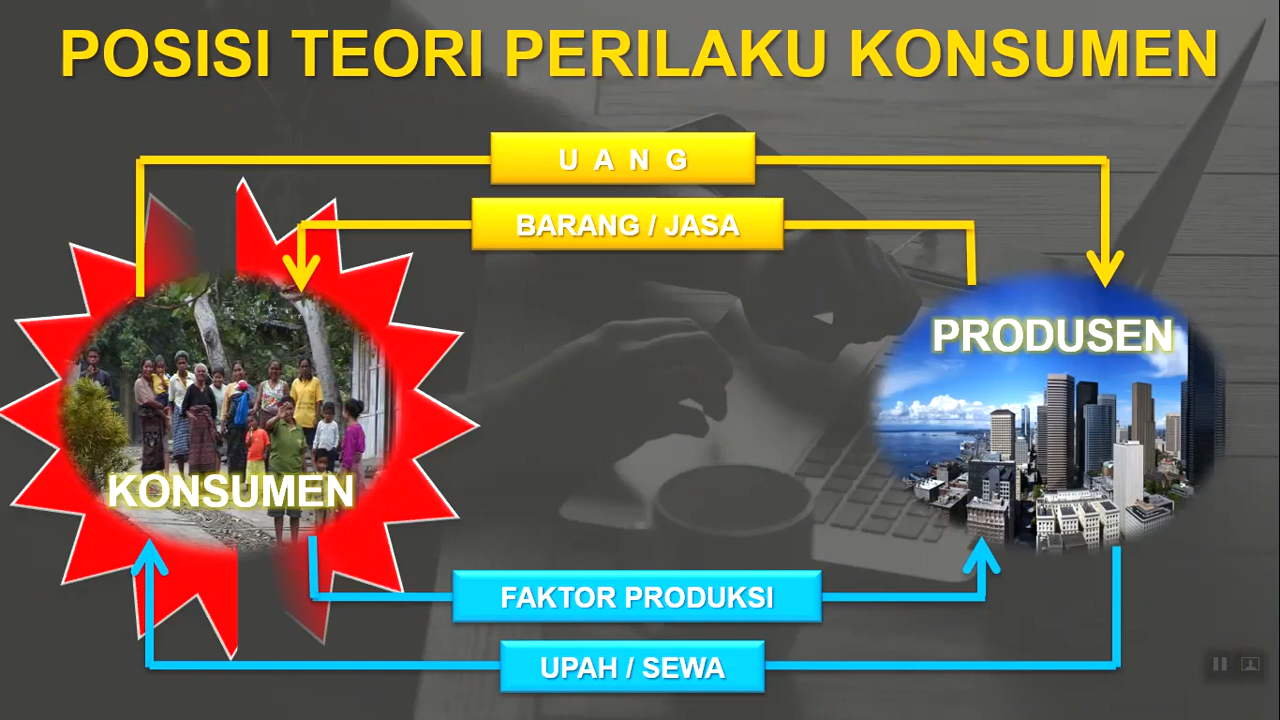 POSISI TEORI PERILAKU KONSUMEN
U A N G
BARANG / JASA
PRODUSEN
KONSUMEN
FAKTOR PRODUKSI
UPAH / SEWA